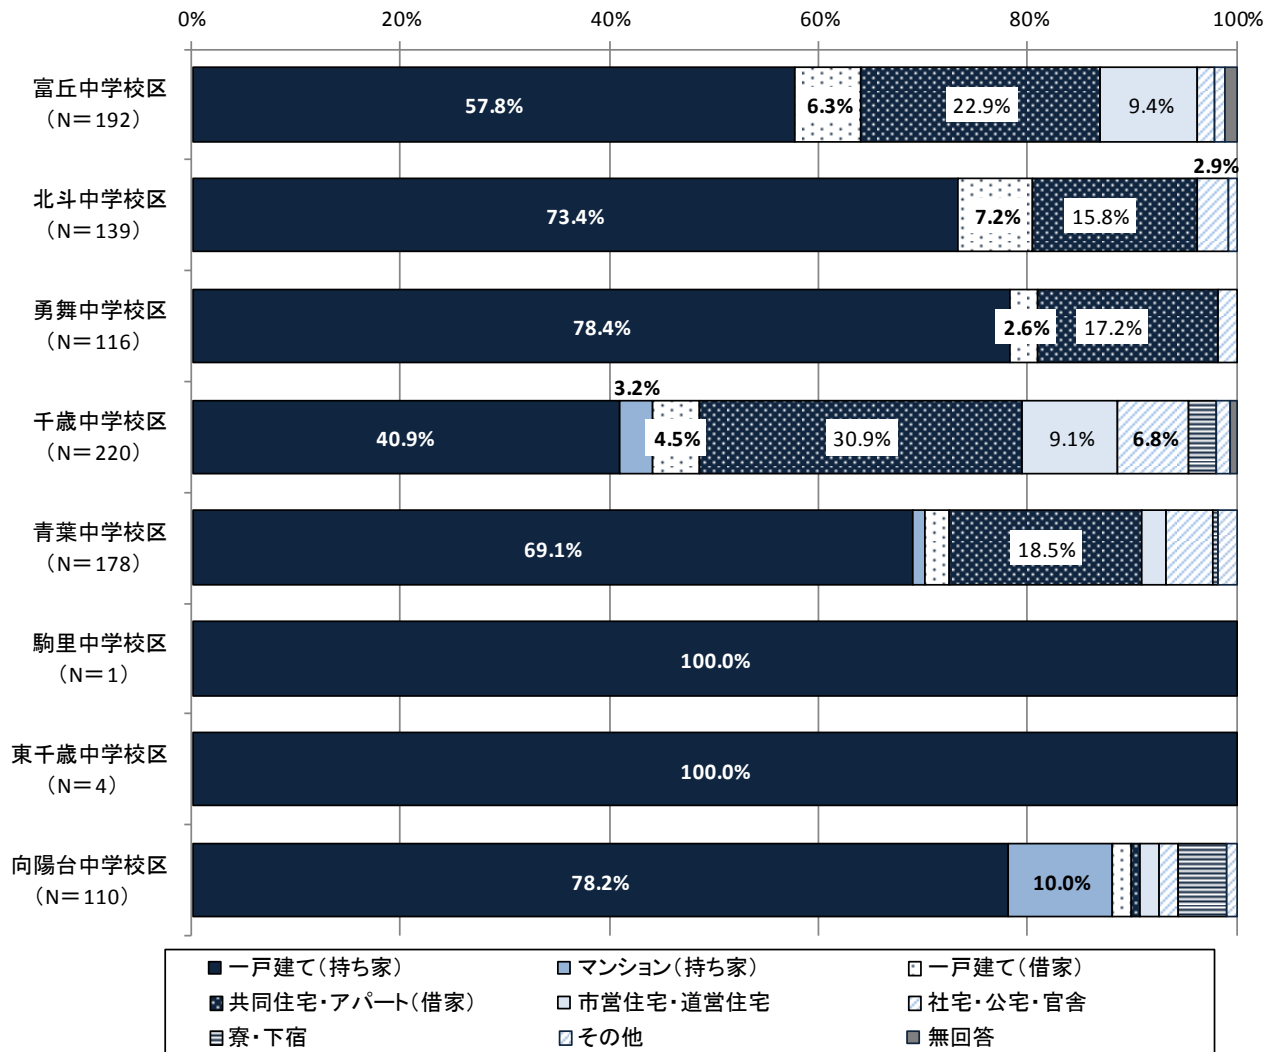 0% 20% 40% 60% 80% 100%
富丘中学校区
（N＝192）
57.8% 6.3% 22.9% 9.4%
2.9%
北斗中学校区
（N＝139）
73.4% 7.2% 15.8%
勇舞中学校区
（N＝116）
78.4% 2.6% 17.2%
3.2%
千歳中学校区
（N＝220）
40.9% 4.5% 30.9% 9.1% 6.8%
青葉中学校区
（N＝178）
69.1% 18.5%
駒里中学校区
（N＝1）
100.0%
東千歳中学校区
（N＝4）
100.0%
向陽台中学校区
（N＝110）
78.2% 10.0%
一戸建て（持ち家） マンション（持ち家） 一戸建て（借家）
共同住宅・アパート（借家） 市営住宅・道営住宅 社宅・公宅・官舎
寮・下宿 その他 無回答